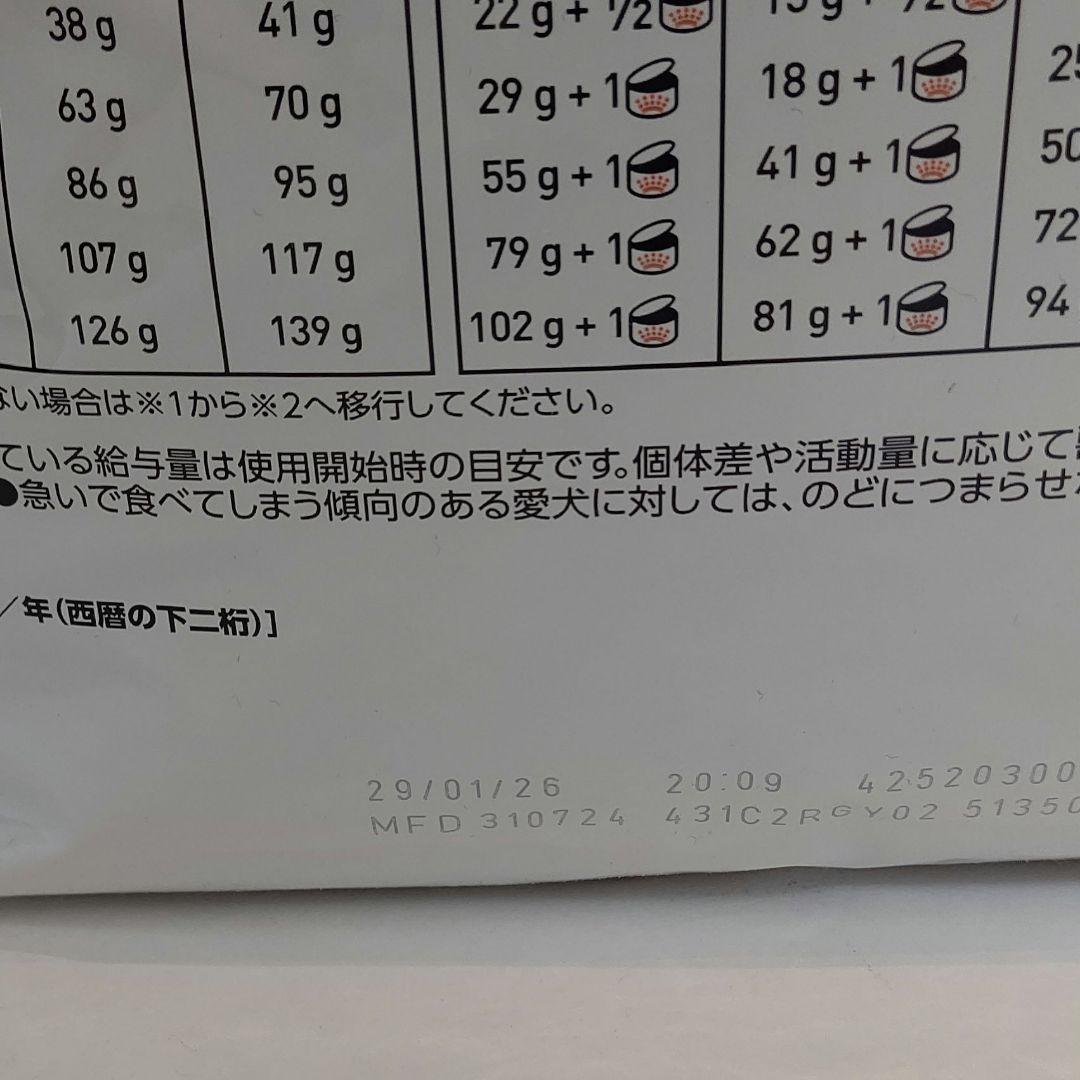 38 g 41 g 22 g + 1/2
63 g 70 g 29 g + 1 18 g + 1
86 g 95 g 55 g + 1 41 g + 1
107 g 117 g 79 g + 1 62 g + 1 72
126 g 139 g 102 g + 1 81 g + 1 94
い場合は※1から※2へ移行してください。
ている給与量は使用開始時の目安です。個体差や活動量に応じて
●急いで食べてしまう傾向のある愛犬に対しては、のどにつまらせ
/年(西暦の下二桁)]
29/01/26 20:09 42520300
MFD 310724 431C2RGY02 5135